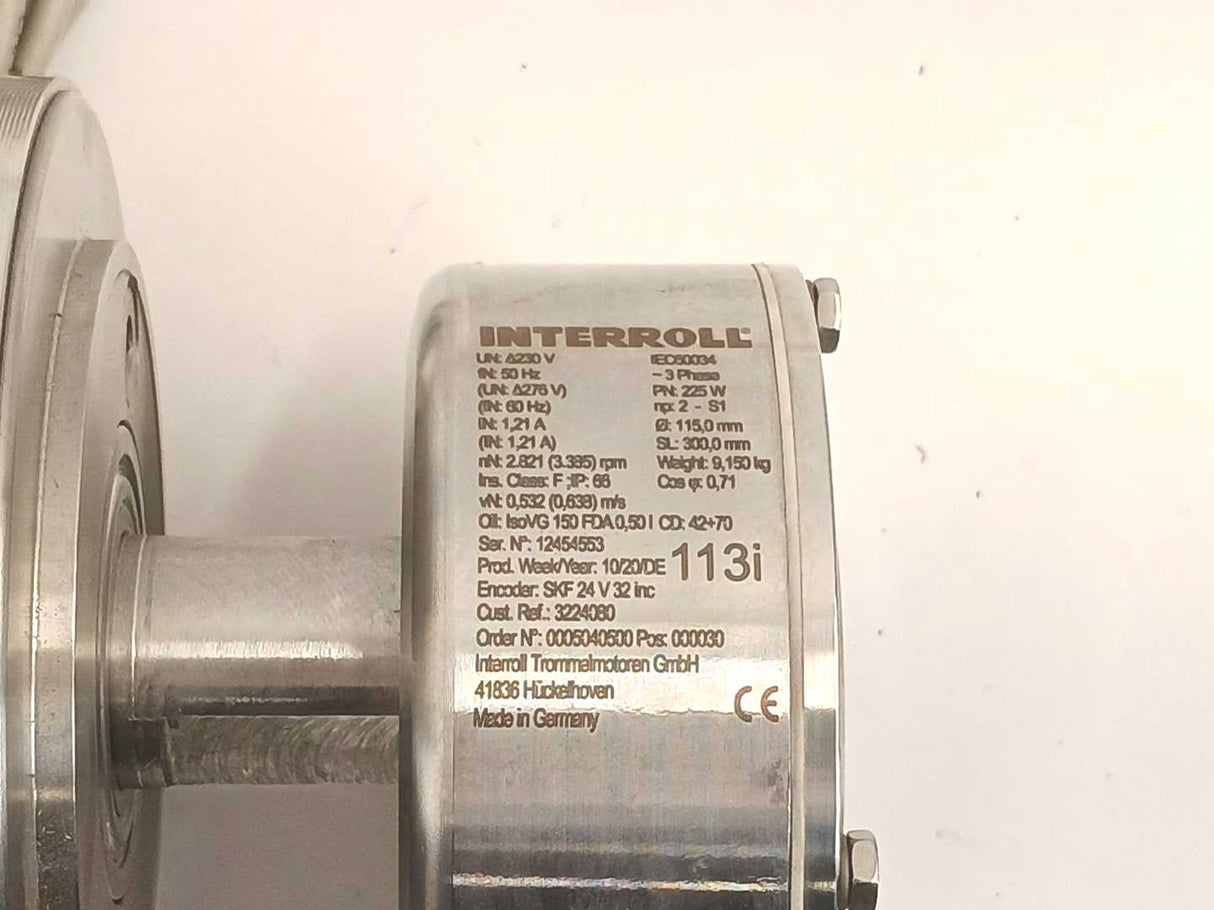 INTERROLL
UN: Δ230 V IEC60034
fN: 50 Hz ~ 3 Phase
(UN: Δ276 V) PN: 225 W
(fN: 60 Hz) np: 2 - S1
IN: 1,21 A Ø: 115,0 mm
(IN: 1,21 A) SL: 300,0 mm
nN: 2.821 (3.385) rpm Weight: 9,150 kg
Ins. Class: F ;IP: 66 Cos φ: 0,71
vN: 0,532 (0,638) m/s
Oil: IsoVG 150 FDA 0,50 l CD: 42+70
Ser. N°: 12454553
Prod. Week/Year: 10/20/DE 113i
Encoder: SKF 24 V 32 inc
Cust. Ref.: 3224080
Order N°: 0005040500 Pos: 000030
Interroll Trommelmotoren GmbH
41836 Hückelhoven
Made in Germany CE